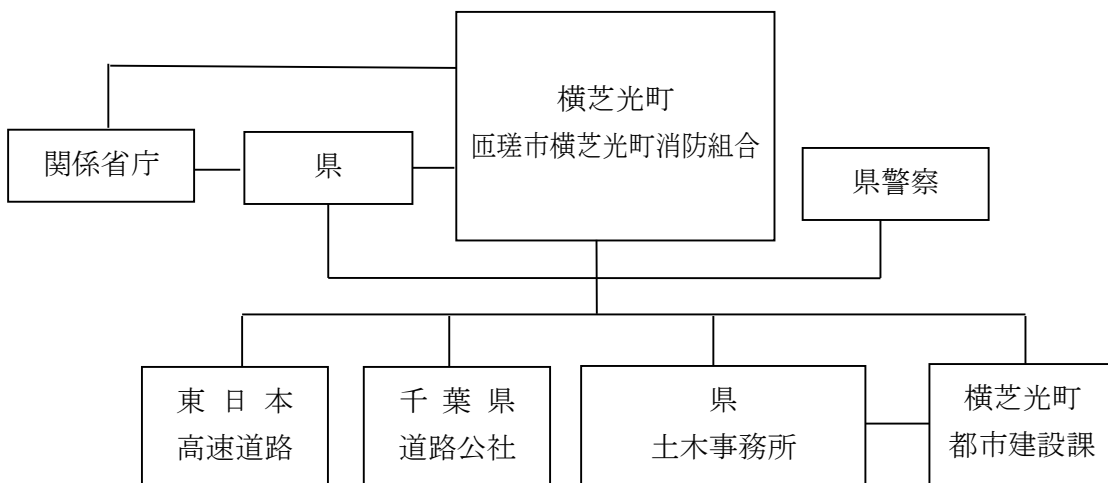 横芝光町
匝瑳市横芝光町消防組合
関係省庁
県
県警察
東日本
高速道路
千葉県
道路公社
県
土木事務所
横芝光町
都市建設課